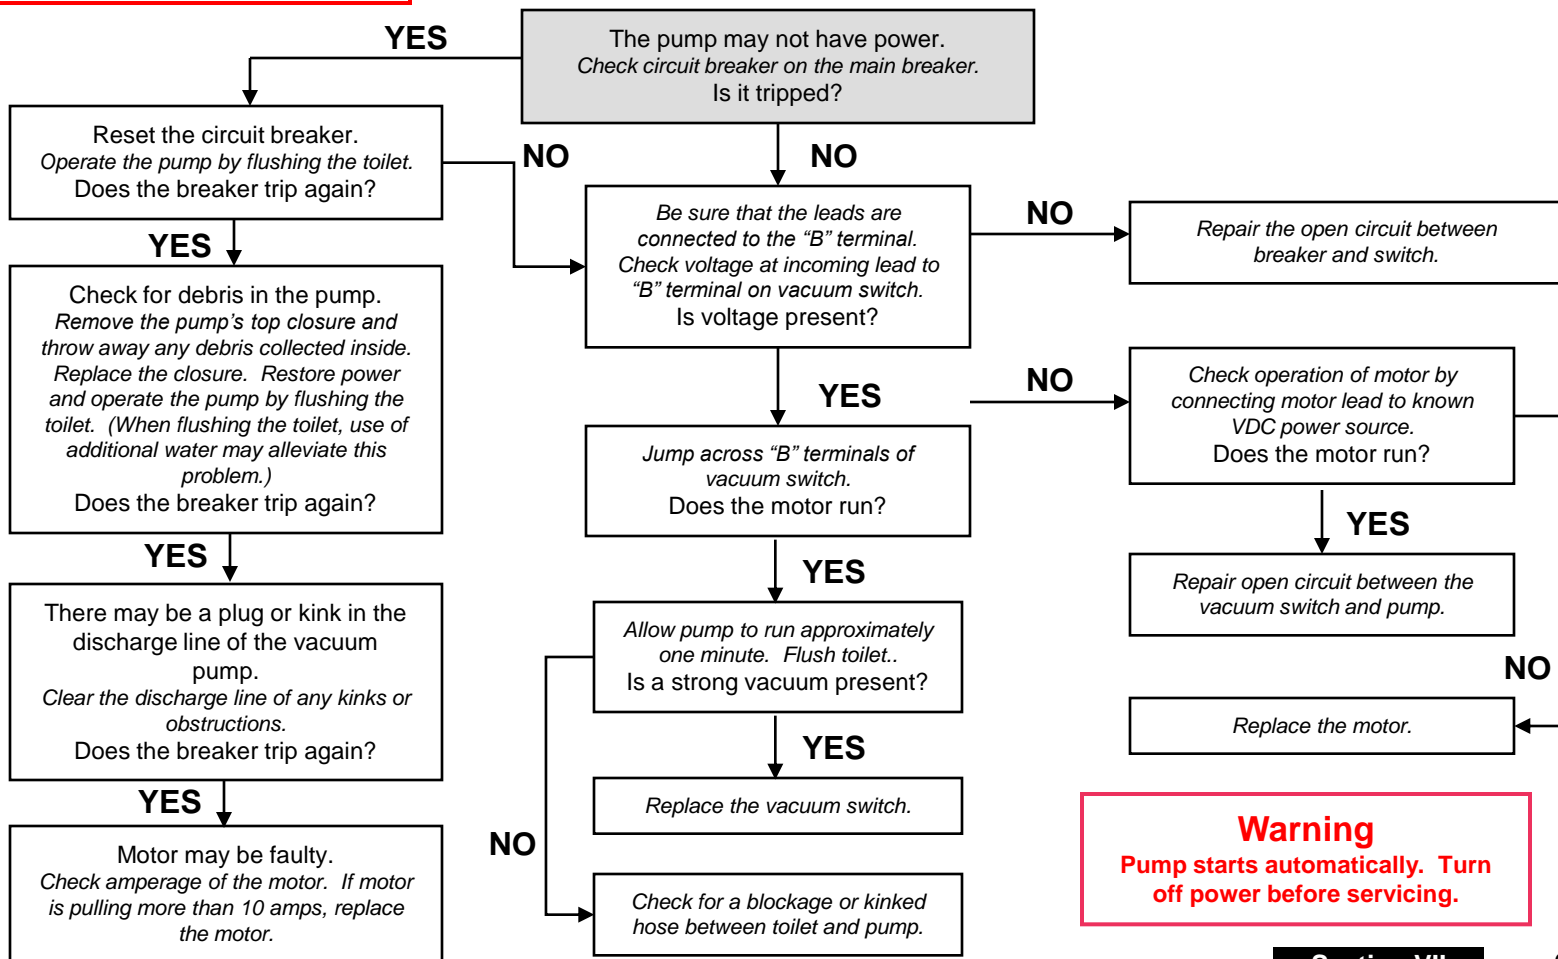 YES
The pump may not have power.
Check circuit breaker on the main breaker.
Is it tripped?
Reset the circuit breaker.
Operate the pump by flushing the toilet.
Does the breaker trip again?
NO
NO
Be sure that the leads are
connected to the “B” terminal.
Check voltage at incoming lead to
“B” terminal on vacuum switch.
Is voltage present?
NO
Repair the open circuit between
breaker and switch.
YES
Check for debris in the pump.
Remove the pump’s top closure and
throw away any debris collected inside.
Replace the closure.  Restore power
and operate the pump by flushing the
toilet.  (When flushing the toilet, use of
additional water may alleviate this
problem.)
Does the breaker trip again?
YES
NO
Check operation of motor by
connecting motor lead to known
VDC power source.
Does the motor run?
Jump across “B” terminals of
vacuum switch.
Does the motor run?
YES
YES
YES
There may be a plug or kink in the
discharge line of the vacuum
pump.
Clear the discharge line of any kinks or
obstructions.
Does the breaker trip again?
Allow pump to run approximately
one minute.  Flush toilet..
Is a strong vacuum present?
Repair open circuit between the
vacuum switch and pump.
NO
Replace the motor.
YES
Replace the vacuum switch.
YES
NO
Motor may be faulty.
Check amperage of the motor.  If motor
is pulling more than 10 amps, replace
the motor.
Check for a blockage or kinked
hose between toilet and pump.
Warning
Pump starts automatically.  Turn
off power before servicing.
Section VII